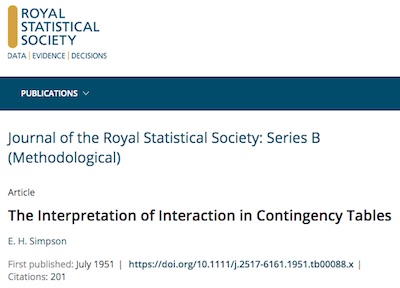 ROYAL
STATISTICAL
SOCIETY
DATA | EVIDENCE | DECISIONS
PUBLICATIONS
Journal of the Royal Statistical Society: Series B
(Methodological)
Article
The Interpretation of Interaction in Contingency Tables
E. H. Simpson
First published: July 1951 | https://doi.org/10.1111/j.2517-6161.1951.tb00088.x |
Citations: 201